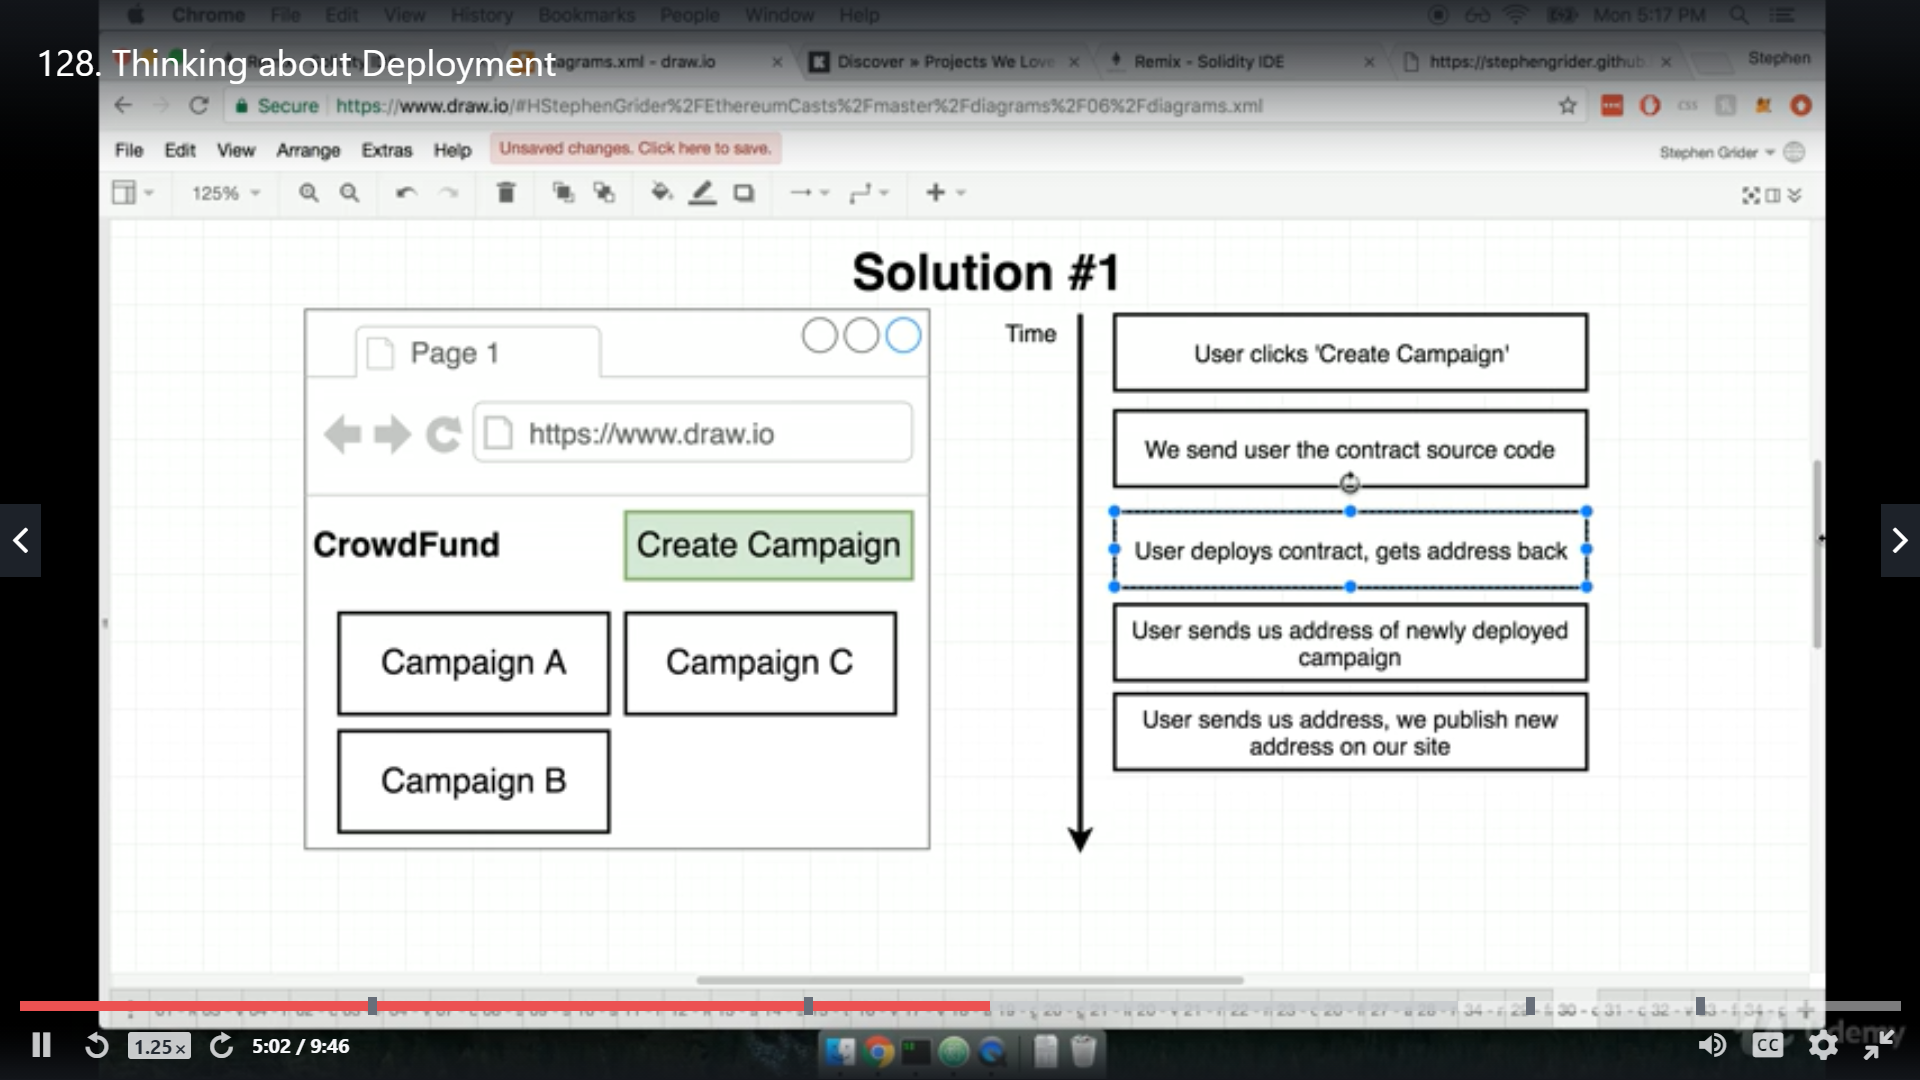 Chrome File Edit View History Bookmarks People Window Help Mon 5:17 PM
128. Thinking about Deployment
agrams.xml - draw.io
Discover » Projects We Love
Remix - Solidity IDE
https://stephengrider.github
Stephen
Secure https://www.draw.io/#HStephenGrider%2FEthereumCasts%2Fmaster%2Fdiagrams%2F06%2Fdiagrams.xml
CSS
File Edit View Arrange Extras Help Unsaved changes. Click here to save. Stephen Grider
125%
Solution #1
Page 1
https://www.draw.io
CrowdFund
Create Campaign
Campaign A
Campaign C
Campaign B
Time
User clicks 'Create Campaign'
We send user the contract source code
User deploys contract, gets address back
User sends us address of newly deployed
campaign
User sends us address, we publish new
address on our site
1.25x
5:02 / 9:46
CC